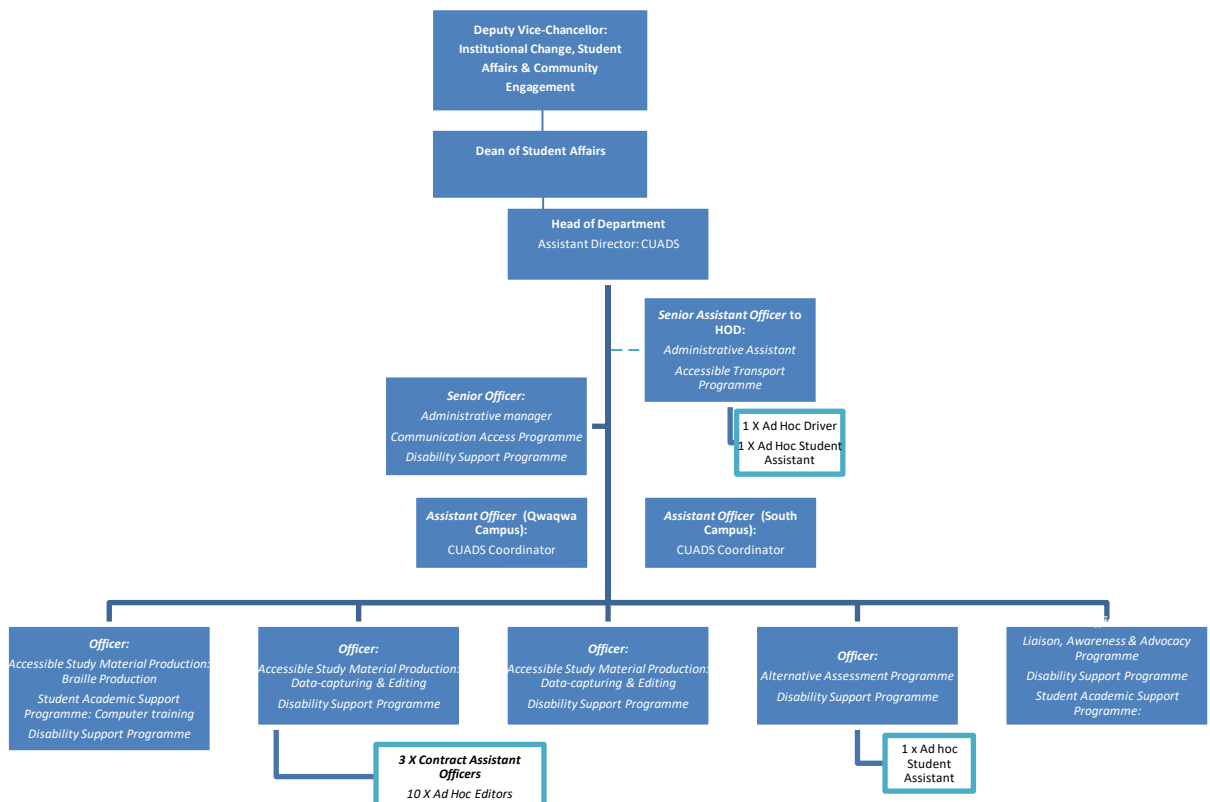 Deputy Vice-Chancellor:
Institutional Change, Student
Affairs & Community
Engagement
Dean of Student Affairs
Head of Department
Assistant Director: CUADS
Senior Assistant Officer to
HOD:
Administrative Assistant
Accessible Transport
Programme
1 X Ad Hoc Driver
1 X Ad Hoc Student
Assistant
Senior Officer:
Administrative manager
Communication Access Programme
Disability Support Programme
Assistant Officer (Qwaqwa
Campus):
CUADS Coordinator
Assistant Officer (South
Campus):
CUADS Coordinator
Officer:
Accessible Study Material Production:
Braille Production
Student Academic Support
Programme: Computer training
Disability Support Programme
Officer:
Accessible Study Material Production:
Data-capturing & Editing
Disability Support Programme
3 X Contract Assistant
Officers
10 X Ad Hoc Editors
Officer:
Accessible Study Material Production:
Data-capturing & Editing
Disability Support Programme
Officer:
Alternative Assessment Programme
Disability Support Programme
1 x Ad hoc
Student
Assistant
Liaison, Awareness & Advocacy
Programme
Disability Support Programme
Student Academic Support
Programme: